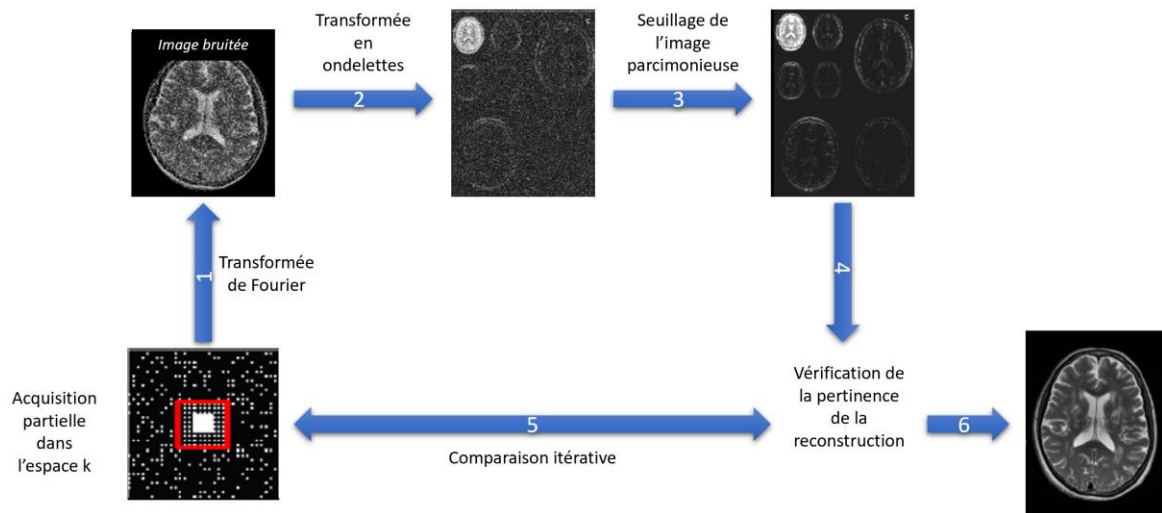 Image bruitée
Transformée
en
ondelettes
2
c
Seuillage de
l’image
parcimonieuse
3
c
1
Transformée
de Fourier
4
Acquisition
partielle
dans
l’espace k
5
Comparaison itérative
Vérification de
la pertinence
de la
reconstruction
6